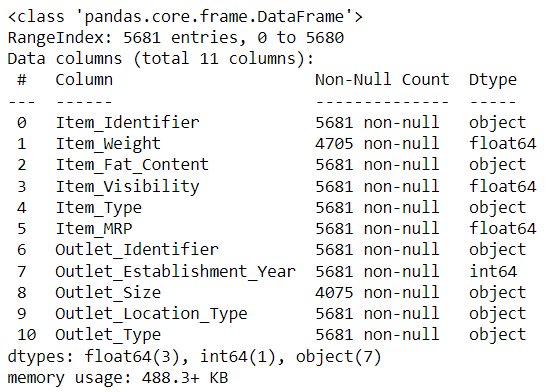 <class 'pandas.core.frame.DataFrame'>
RangeIndex: 5681 entries, 0 to 5680
Data columns (total 11 columns):
 #   Column                     Non-Null Count  Dtype
---  ------                     --------------  -----
 0   Item_Identifier            5681 non-null   object
 1   Item_Weight                4705 non-null   float64
 2   Item_Fat_Content           5681 non-null   object
 3   Item_Visibility            5681 non-null   float64
 4   Item_Type                  5681 non-null   object
 5   Item_MRP                   5681 non-null   float64
 6   Outlet_Identifier          5681 non-null   object
 7   Outlet_Establishment_Year  5681 non-null   int64
 8   Outlet_Size                4075 non-null   object
 9   Outlet_Location_Type       5681 non-null   object
 10  Outlet_Type                5681 non-null   object
dtypes: float64(3), int64(1), object(7)
memory usage: 488.3+ KB